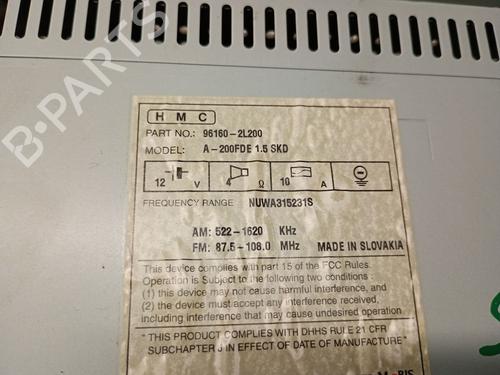 B-PARTS
H M C
PART NO.: 96160-2L200
MODEL: A-200FDE 1.5 SKD
12 V 4 Ω 10 A
FREQUENCY RANGE NUWA315231S
AM: 522-1620 KHz
FM: 87.5-108.0 MHz MADE IN SLOVAKIA
This device complies with part 15 of the FCC Rules.
Operation is Subject to the following two conditions :
(1) this device may not cause harmful interference, and
(2) the device must accept any interference received,
including interference that may cause undesired operation.
" THIS PRODUCT COMPLIES WITH DHHS RULE 21 CFR
SUBCHAPTER J IN EFFECT OF DATE OF MANUFACTURE"